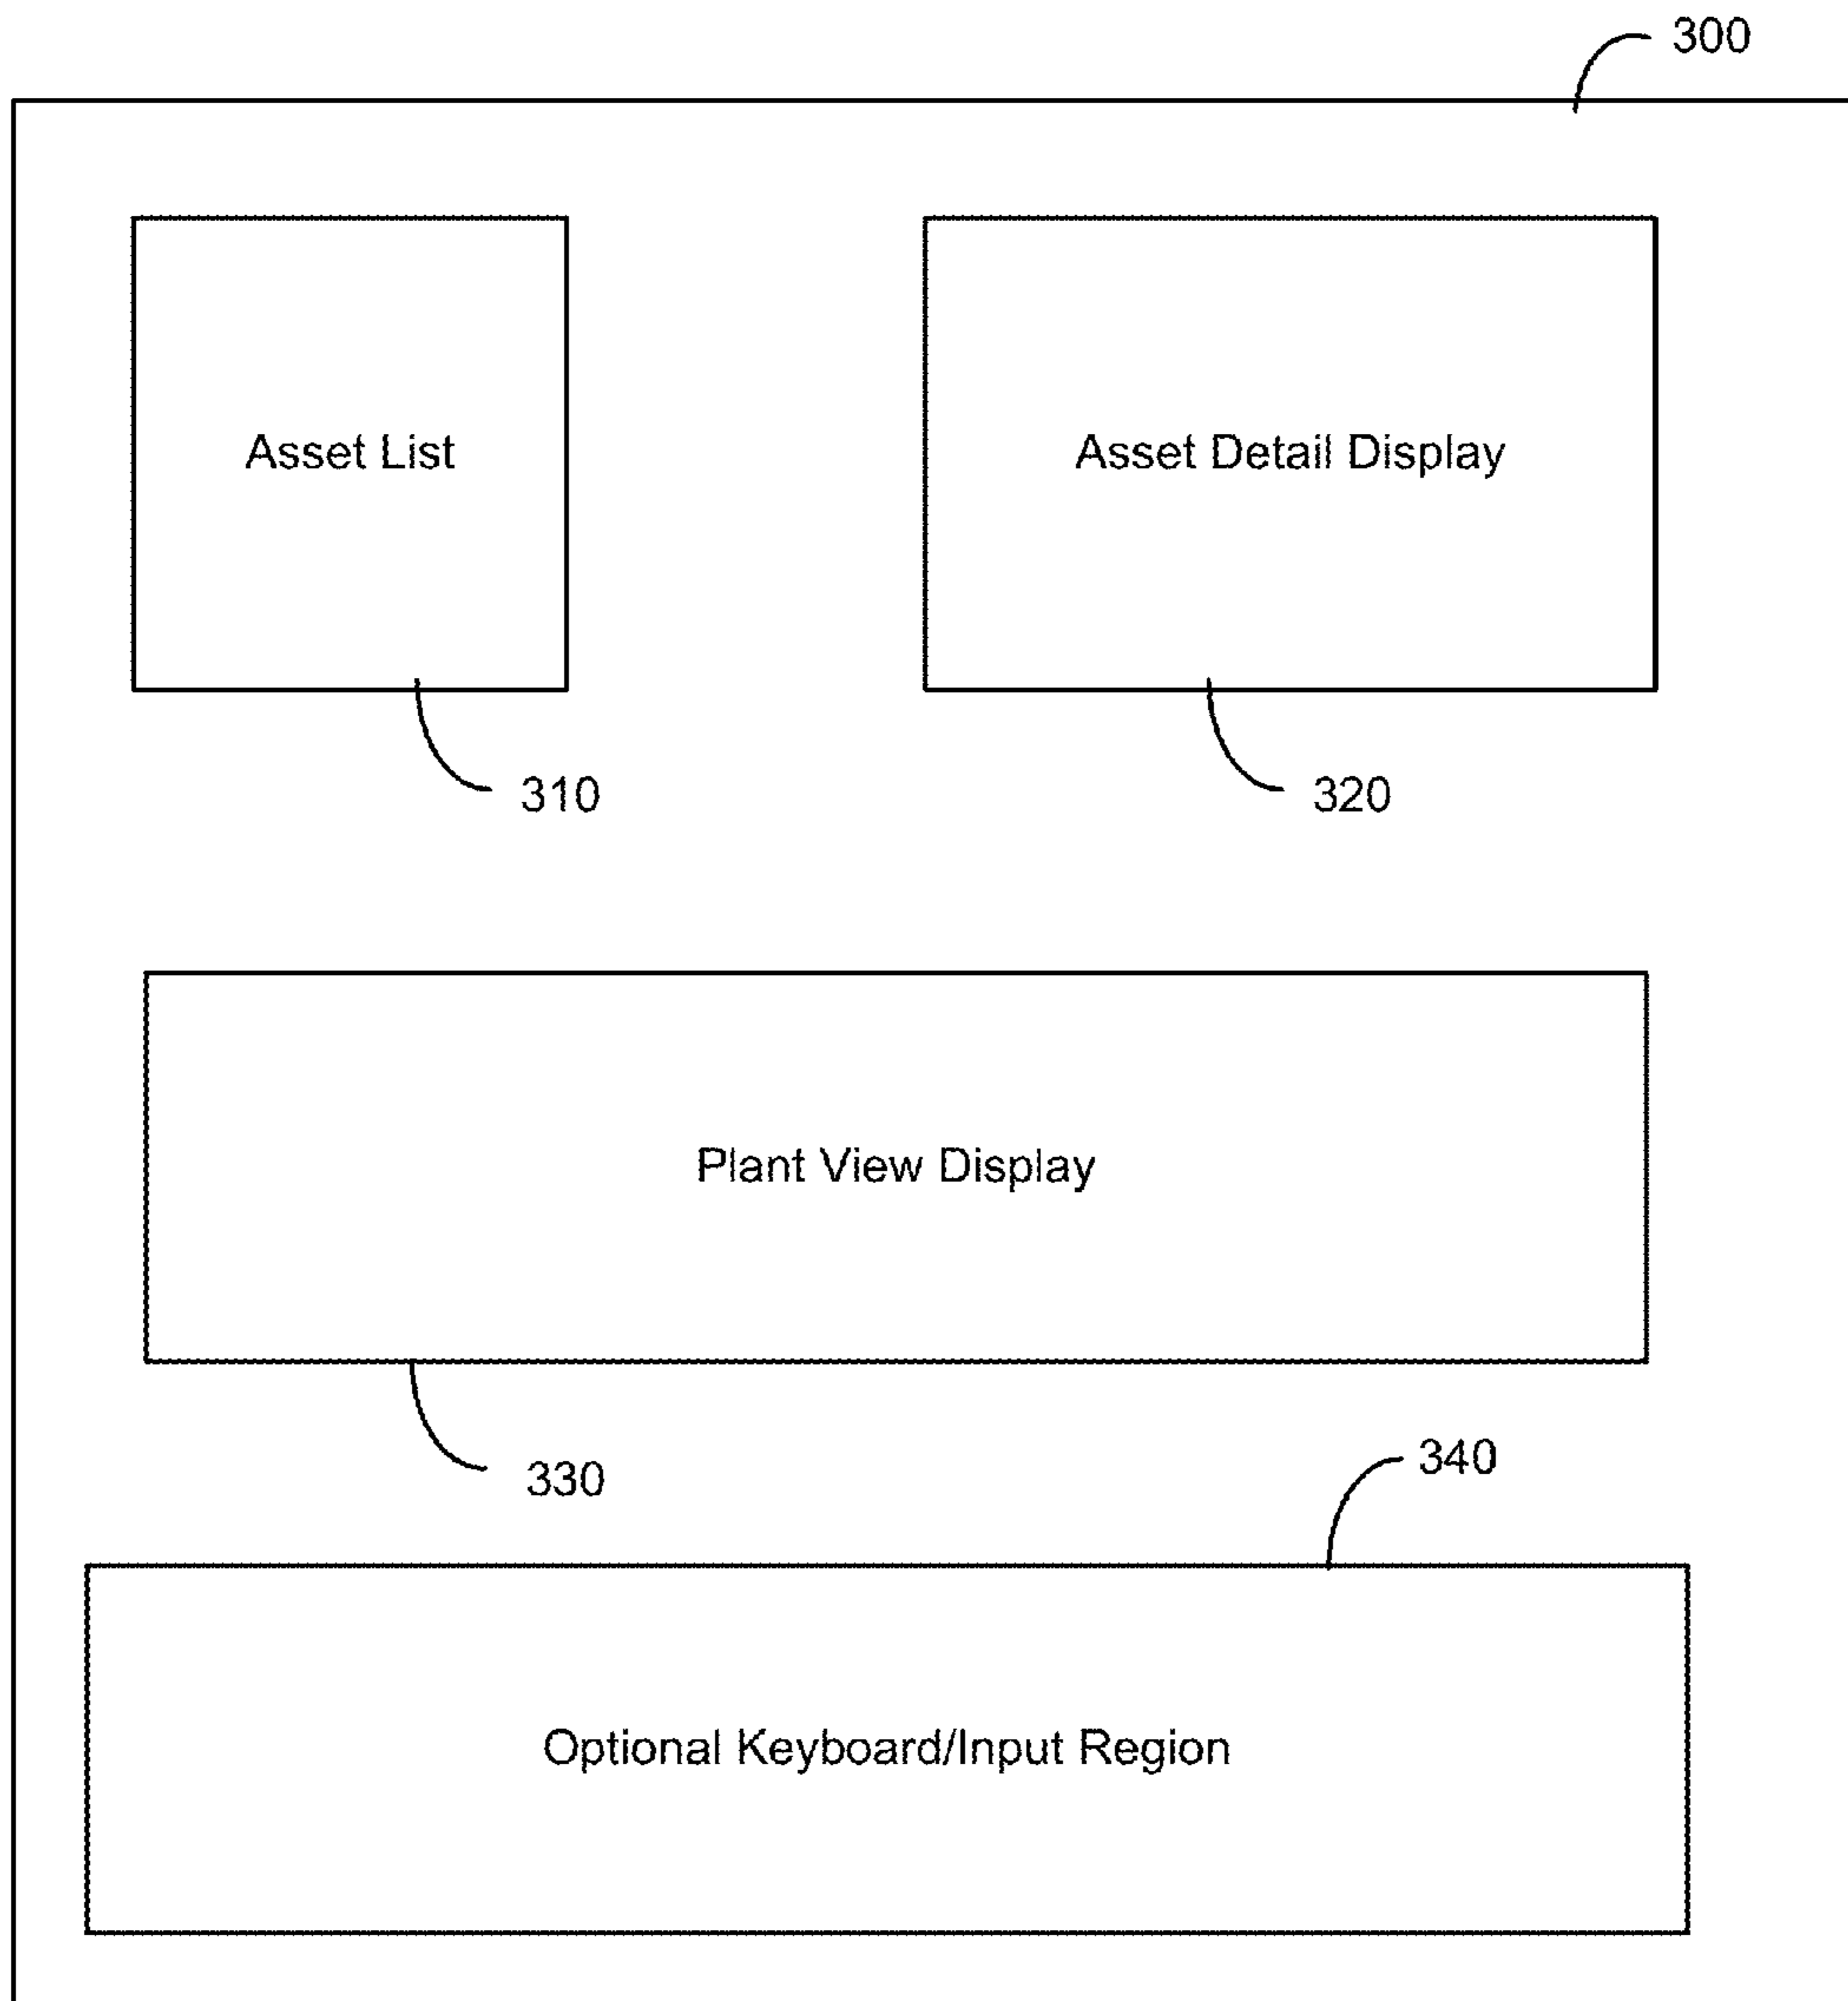 300
Asset List
Asset Detail Display
310
320
Plant View Display
330
340
Optional Keyboard/Input Region